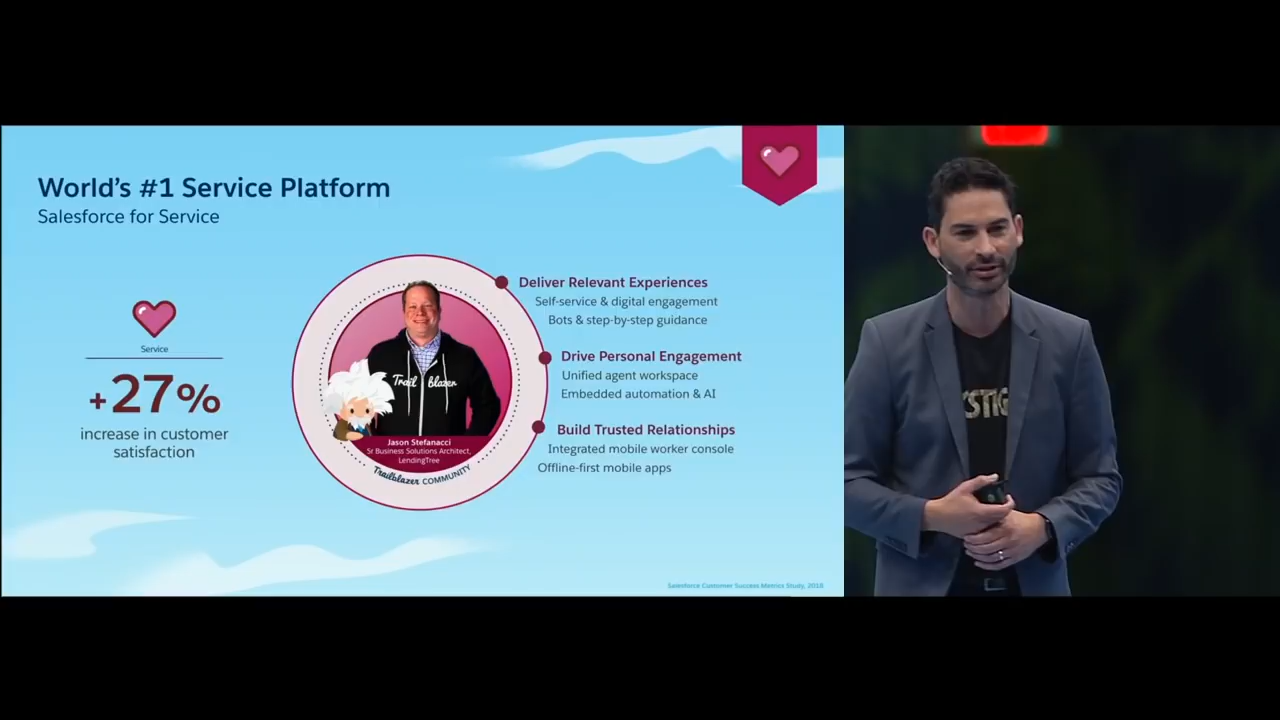 World's #1 Service Platform
Salesforce for Service
Service
+27%
increase in customer
satisfaction
Trail blazer
Jason Stefanacci
Sr Business Solutions Architect,
LendingTree
Trailblazer COMMUNITY
Deliver Relevant Experiences
Self-service & digital engagement
Bots & step-by-step guidance
Drive Personal Engagement
Unified agent workspace
Embedded automation & AI
Build Trusted Relationships
Integrated mobile worker console
Offline-first mobile apps
Salesforce Customer Success Metrics Study, 2018